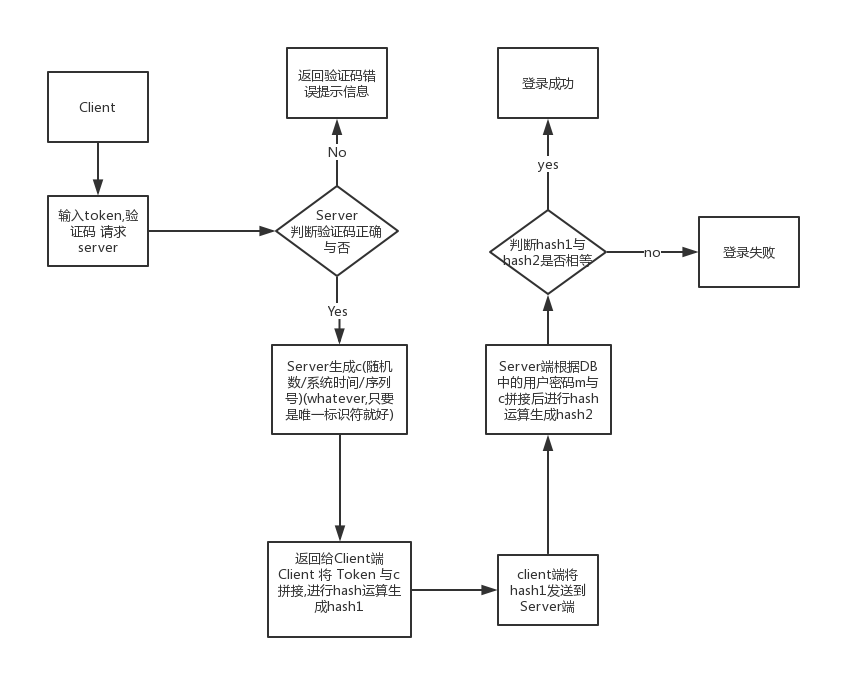 Client
输入token,验
证码 请求
server
返回验证码错
误提示信息
No
Server
判断验证码正确
与否
Yes
Server生成c(随机
数/系统时间/序列
号)(whatever,只要
是唯一标识符就好)
返回给Client端
Client 将 Token 与c
拼接,进行hash运算生
成hash1
client端将
hash1发送到
Server端
Server端根据DB
中的用户密码m与
c拼接后进行hash
运算生成hash2
判断hash1与
hash2是否相等
yes
登录成功
no
登录失败